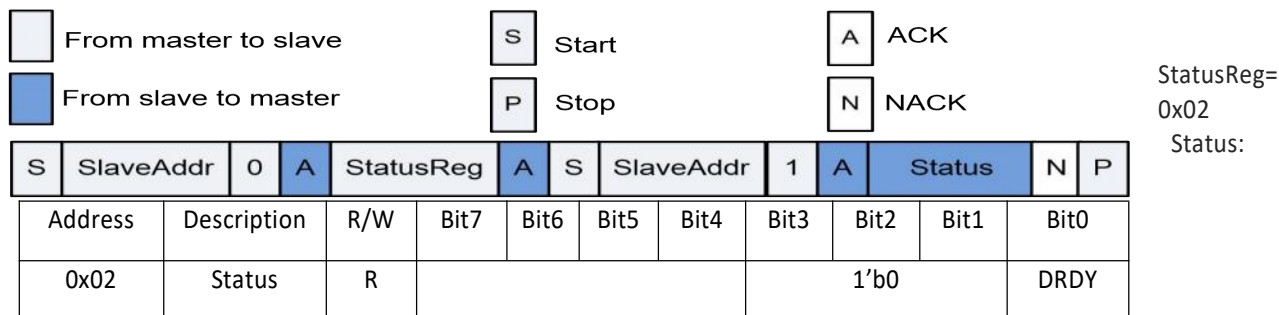 From master to slave S Start A ACK
From slave to master P Stop N NACK
StatusReg=
0x02
Status:
S SlaveAddr 0 A StatusReg A S SlaveAddr 1 A Status N P
Address Description R/W Bit7 Bit6 Bit5 Bit4 Bit3 Bit2 Bit1 Bit0
0x02 Status R 1’b0 DRDY